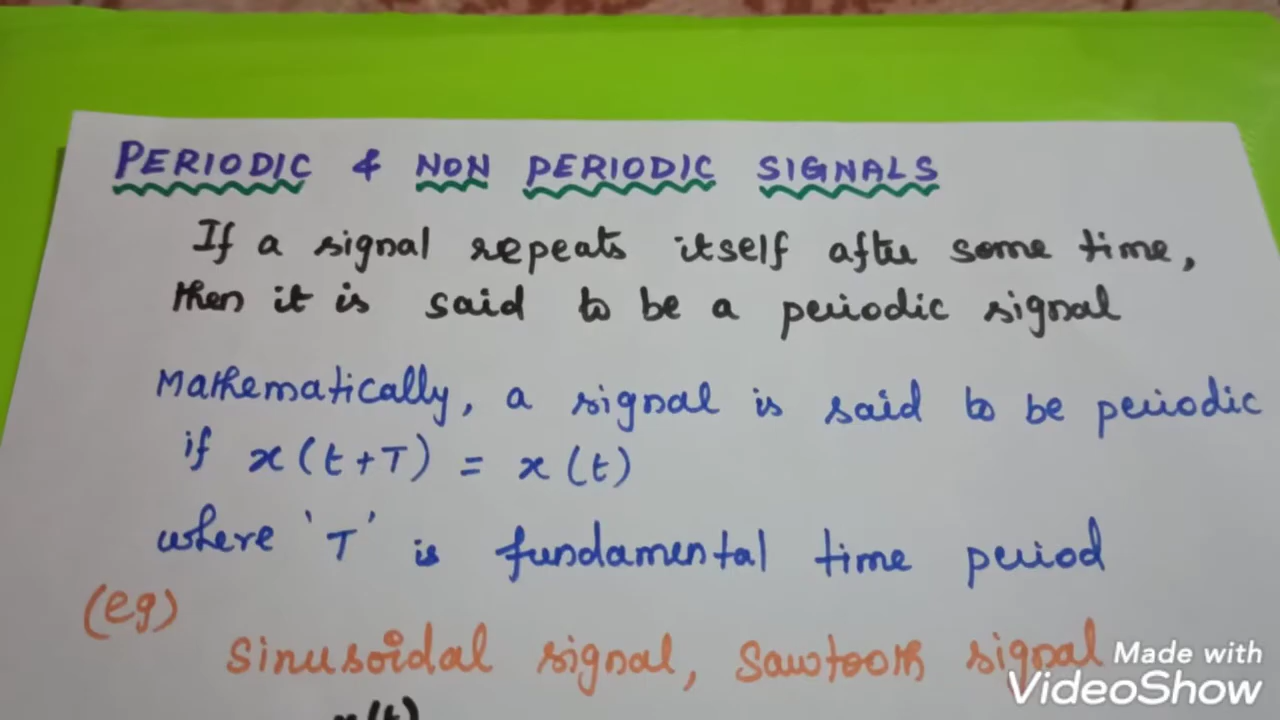 PERIODIC & NON PERIODIC SIGNALS
If a signal repeats itself after some time,
then it is said to be a periodic signal
Mathematically, a signal is said to be periodic
if x(t+T) = x(t)
where 'T' is fundamental time period
(eg)
Sinusoidal signal, Sawtooth signal
x(t)
Made with
VideoShow